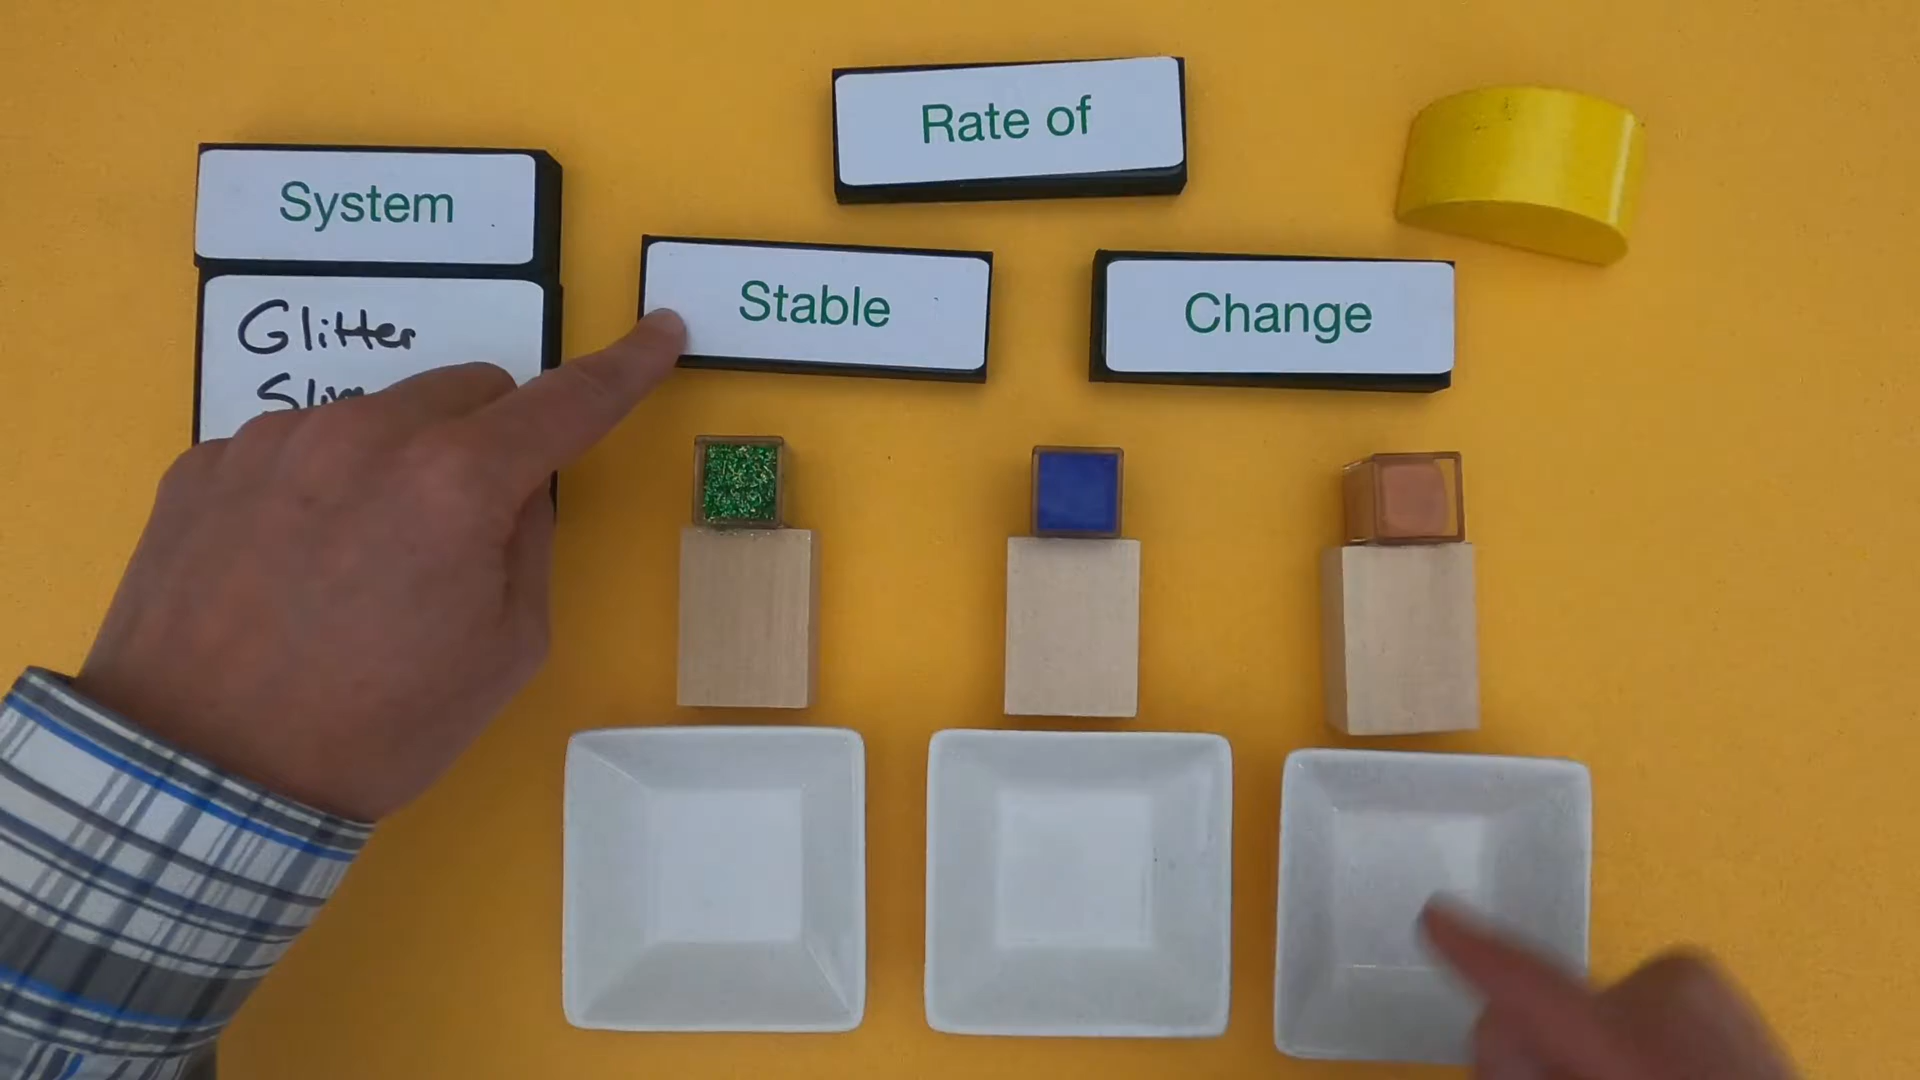 Rate of
System
Stable
Change
Glitter